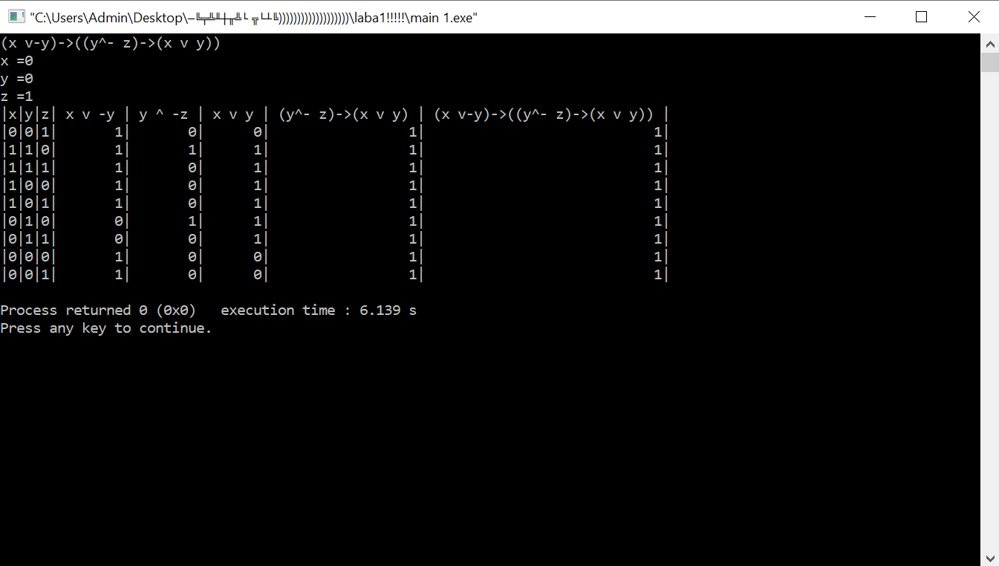 "C:\Users\Admin\Desktop\ ))))))))))))))))))))\laba1!!!!!\main 1.exe"
(x v-y)->((y^- z)->(x v y))
x =0
y =0
z =1
|x|y|z| x v -y | y ^ -z | x v y | (y^- z)->(x v y) | (x v-y)->((y^- z)->(x v y)) |
|0|0|1|       1|       0|      0|                 1|                            1|
|1|1|0|       1|       1|      1|                 1|                            1|
|1|1|1|       1|       0|      1|                 1|                            1|
|1|0|0|       1|       0|      1|                 1|                            1|
|1|0|1|       1|       0|      1|                 1|                            1|
|0|1|0|       0|       1|      1|                 1|                            1|
|0|1|1|       0|       0|      1|                 1|                            1|
|0|0|0|       1|       0|      0|                 1|                            1|
|0|0|1|       1|       0|      0|                 1|                            1|
Process returned 0 (0x0)   execution time : 6.139 s
Press any key to continue.